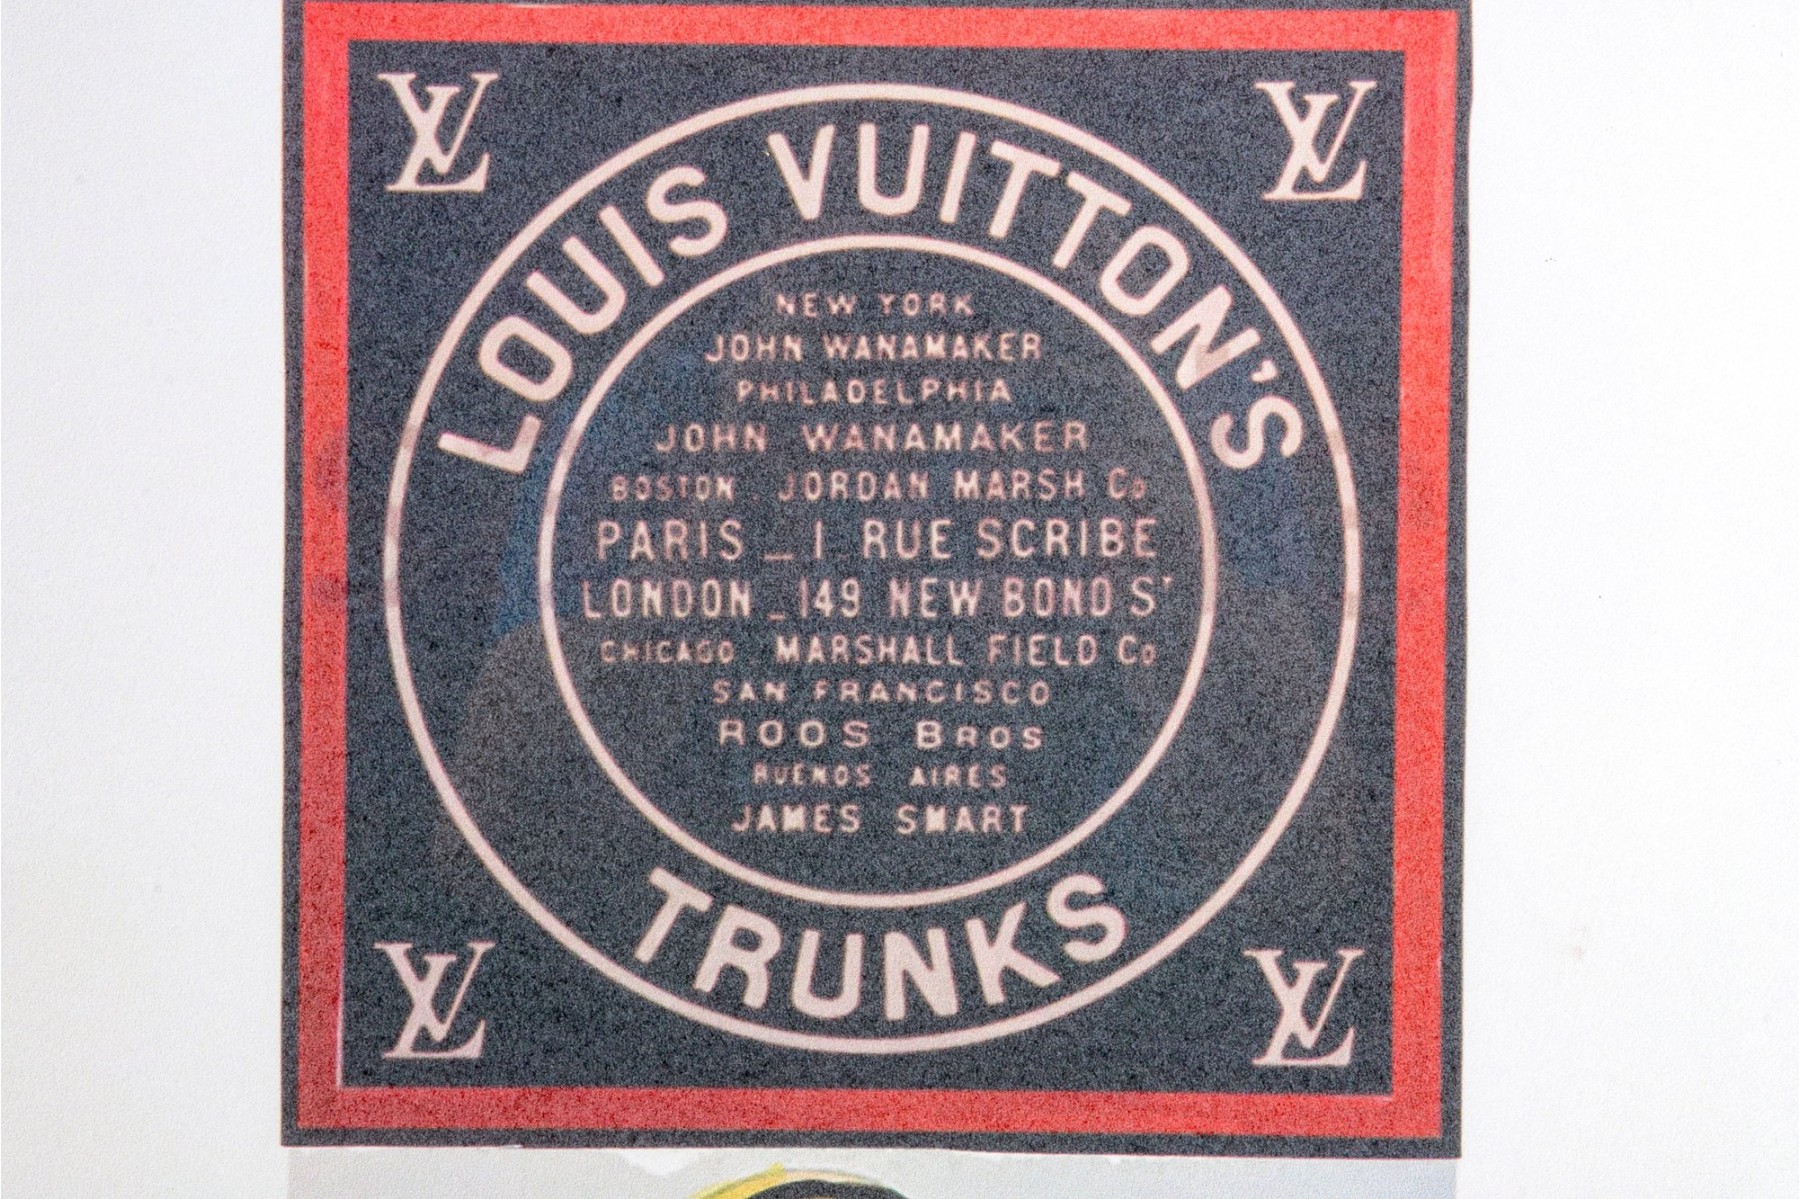 LV LV
LOUIS VUITTON'S
NEW YORK
JOHN WANAMAKER
PHILADELPHIA
JOHN WANAMAKER
BOSTON . JORDAN MARSH Co
PARIS _ 1 RUE SCRIBE
LONDON _ 149 NEW BOND St
CHICAGO MARSHALL FIELD Co
SAN FRANCISCO
ROOS BROS
BUENOS AIRES
JAMES SMART
TRUNKS
LV LV